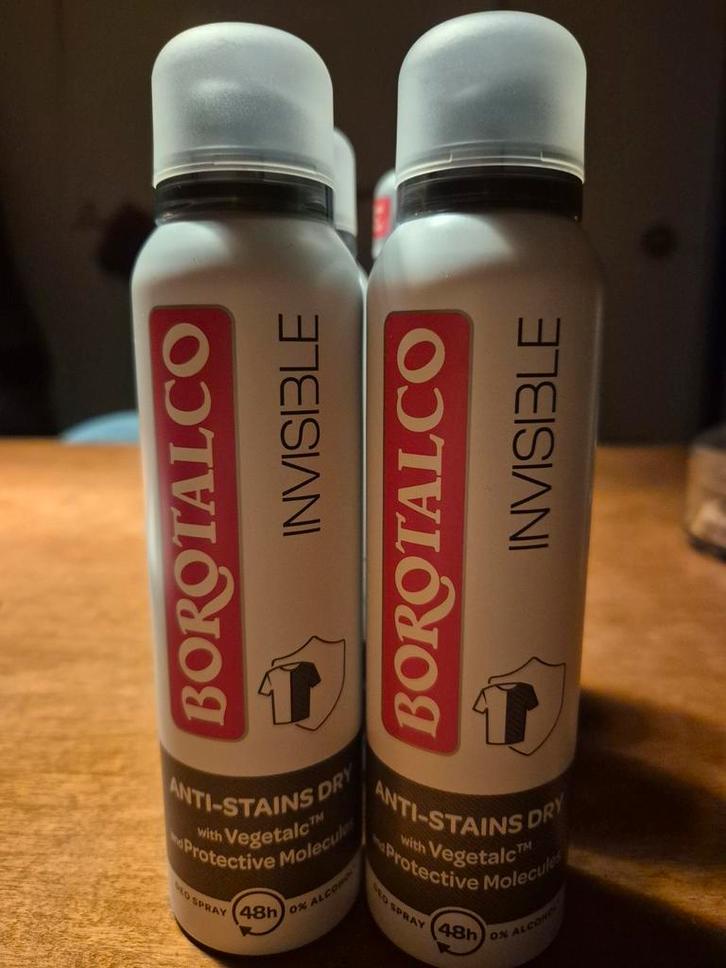 BOROTALCO
INVISIBLE
ANTI-STAINS DRY
with Vegetalc™
and Protective Molecules
DEO SPRAY 48h 0% ALCOHOL
BOROTALCO
INVISIBLE
ANTI-STAINS DRY
with Vegetalc™
and Protective Molecules
DEO SPRAY 48h 0% ALCOHOL